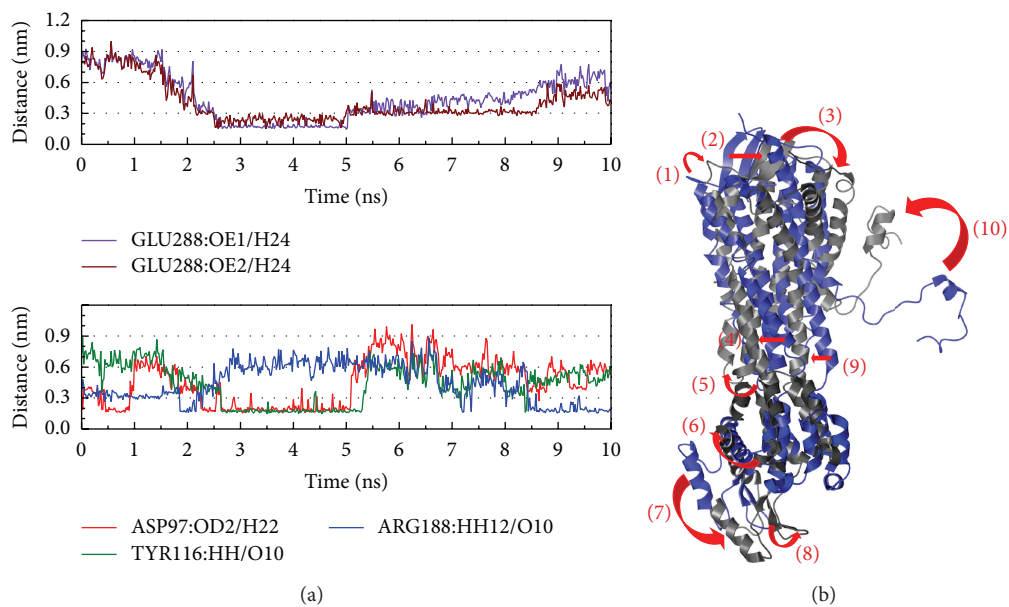 1.2
0.9
0.6
0.3
0.0
Distance (nm)
0 1 2 3 4 5 6 7 8 9 10
Time (ns)
GLU288:OE1/H24
GLU288:OE2/H24
0.9
0.6
0.3
0.0
Distance (nm)
0 1 2 3 4 5 6 7 8 9 10
Time (ns)
ASP97:OD2/H22
ARG188:HH12/O10
TYR116:HH/O10
(a)
(1)
(2)
(3)
(10)
(4)
(9)
(5)
(6)
(7)
(8)
(b)